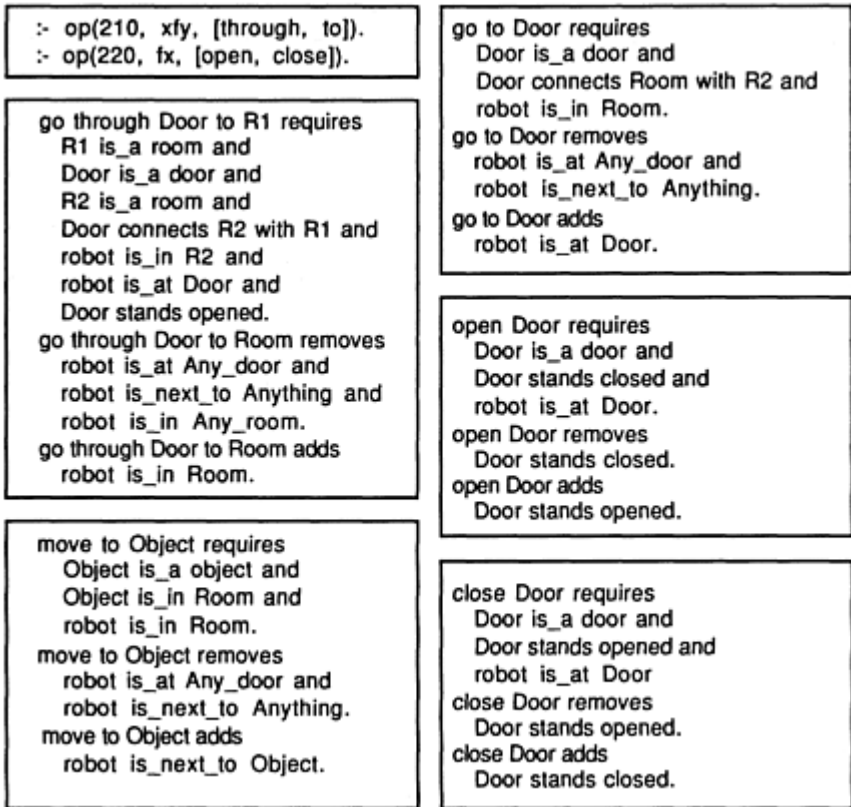 :- op(210, xfy, [through, to]).
:- op(220, fx, [open, close]).
go through Door to R1 requires
R1 is_a room and
Door is_a door and
R2 is_a room and
Door connects R2 with R1 and
robot is_in R2 and
robot is_at Door and
Door stands opened.
go through Door to Room removes
robot is_at Any_door and
robot is_next_to Anything and
robot is_in Any_room.
go through Door to Room adds
robot is_in Room.
move to Object requires
Object is_a object and
Object is_in Room and
robot is_in Room.
move to Object removes
robot is_at Any_door and
robot is_next_to Anything.
move to Object adds
robot is_next_to Object.
go to Door requires
Door is_a door and
Door connects Room with R2 and
robot is_in Room.
go to Door removes
robot is_at Any_door and
robot is_next_to Anything.
go to Door adds
robot is_at Door.
open Door requires
Door is_a door and
Door stands closed and
robot is_at Door.
open Door removes
Door stands closed.
open Door adds
Door stands opened.
close Door requires
Door is_a door and
Door stands opened and
robot is_at Door
close Door removes
Door stands opened.
close Door adds
Door stands closed.